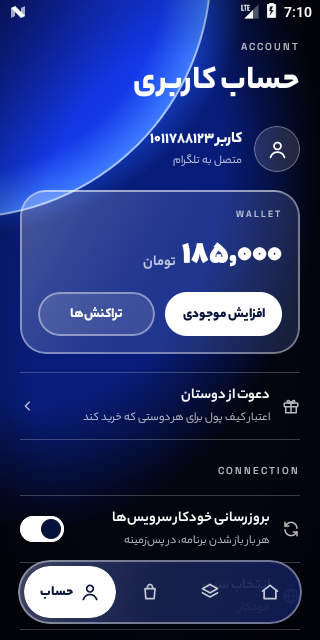 7:10
LTE
ACCOUNT
حساب کاربری
کاربر ۱۰۱۱۷۸۸۱۲۳
متصل به تلگرام
WALLET
۱۸۵,۰۰۰ تومان
افزایش موجودی
تراکنش‌ها
دعوت از دوستان
اعتبار کیف پول برای هر دوستی که خرید کند
CONNECTION
بروزرسانی خودکار سرویس‌ها
هر بار باز شدن برنامه، در پس‌زمینه
حساب